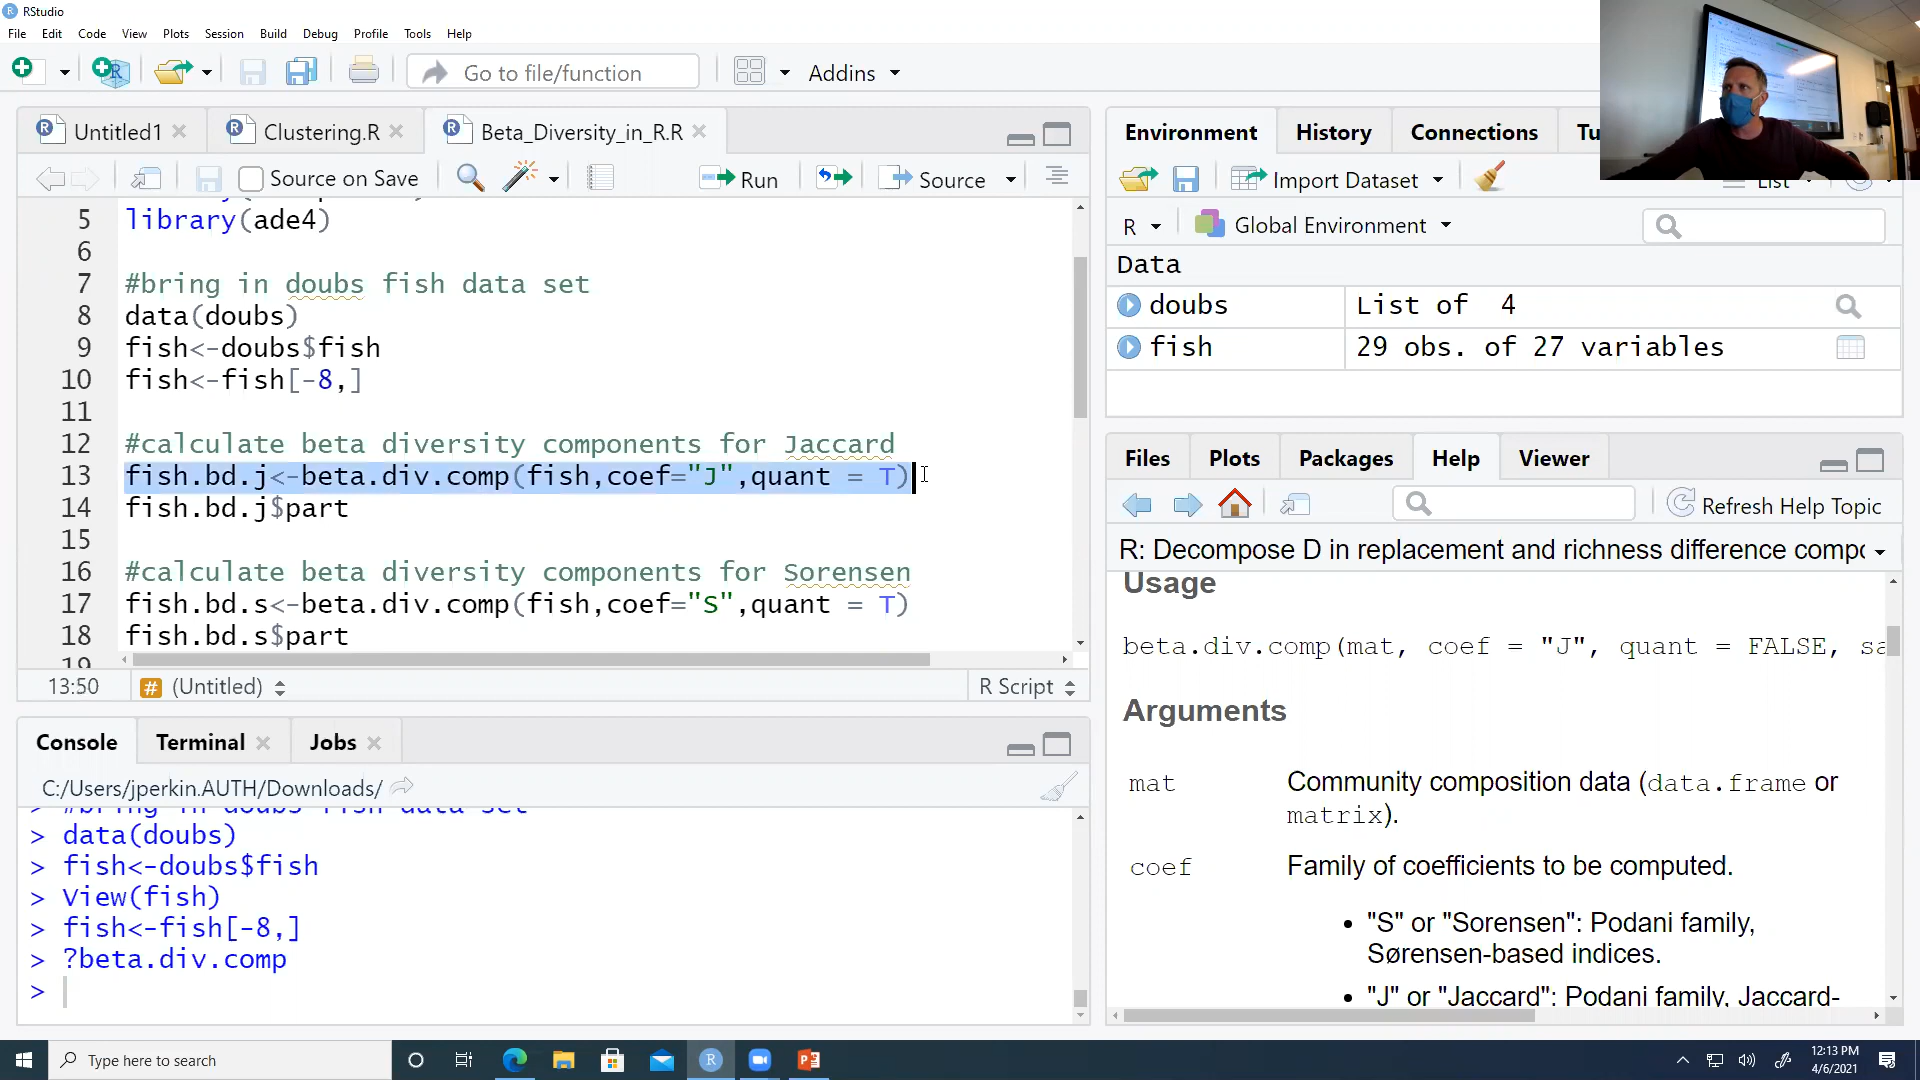 RStudio
File Edit Code View Plots Session Build Debug Profile Tools Help
Go to file/function
Addins
Untitled1
Clustering.R
Beta_Diversity_in_R.R
Source on Save
Run
Source
5 library(ade4)
6
7 #bring in doubs fish data set
8 data(doubs)
9 fish<-doubs$fish
10 fish<-fish[-8,]
11
12 #calculate beta diversity components for Jaccard
13 fish.bd.j<-beta.div.comp(fish,coef="J",quant = T)
14 fish.bd.j$part
15
16 #calculate beta diversity components for Sorensen
17 fish.bd.s<-beta.div.comp(fish,coef="S",quant = T)
18 fish.bd.s$part
19
13:50
# (Untitled)
R Script
Console Terminal Jobs
C:/Users/jperkin.AUTH/Downloads/
> #bring in doubs fish data set
> data(doubs)
> fish<-doubs$fish
> View(fish)
> fish<-fish[-8,]
> ?beta.div.comp
>
Environment History Connections Tu
Import Dataset
List
R Global Environment
Data
doubs List of 4
fish 29 obs. of 27 variables
Files Plots Packages Help Viewer
Refresh Help Topic
R: Decompose D in replacement and richness difference compo
Usage
beta.div.comp(mat, coef = "J", quant = FALSE, sa
Arguments
mat Community composition data (data.frame or
matrix).
coef Family of coefficients to be computed.
• "S" or "Sorensen": Podani family,
Sørensen-based indices.
• "J" or "Jaccard": Podani family, Jaccard-
Type here to search
12:13 PM
4/6/2021